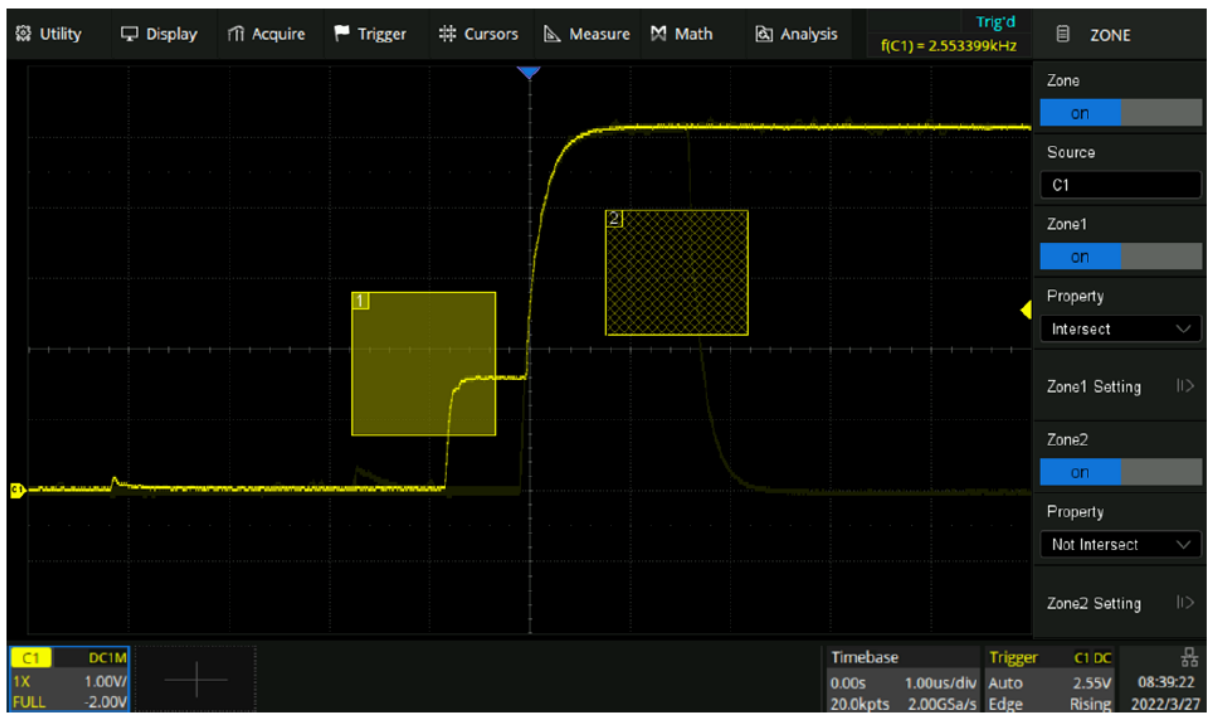 Utility Display Acquire Trigger Cursors Measure Math Analysis
Trig'd
f(C1) = 2.553399kHz
ZONE
Zone
on
Source
C1
Zone1
on
Property
Intersect
Zone1 Setting
Zone2
on
Property
Not Intersect
Zone2 Setting
1
2
C1
C1 DC1M
1X 1.00V/
FULL -2.00V
Timebase
0.00s 1.00us/div
20.0kpts 2.00GSa/s
Trigger C1 DC
Auto 2.55V
Edge Rising
08:39:22
2022/3/27